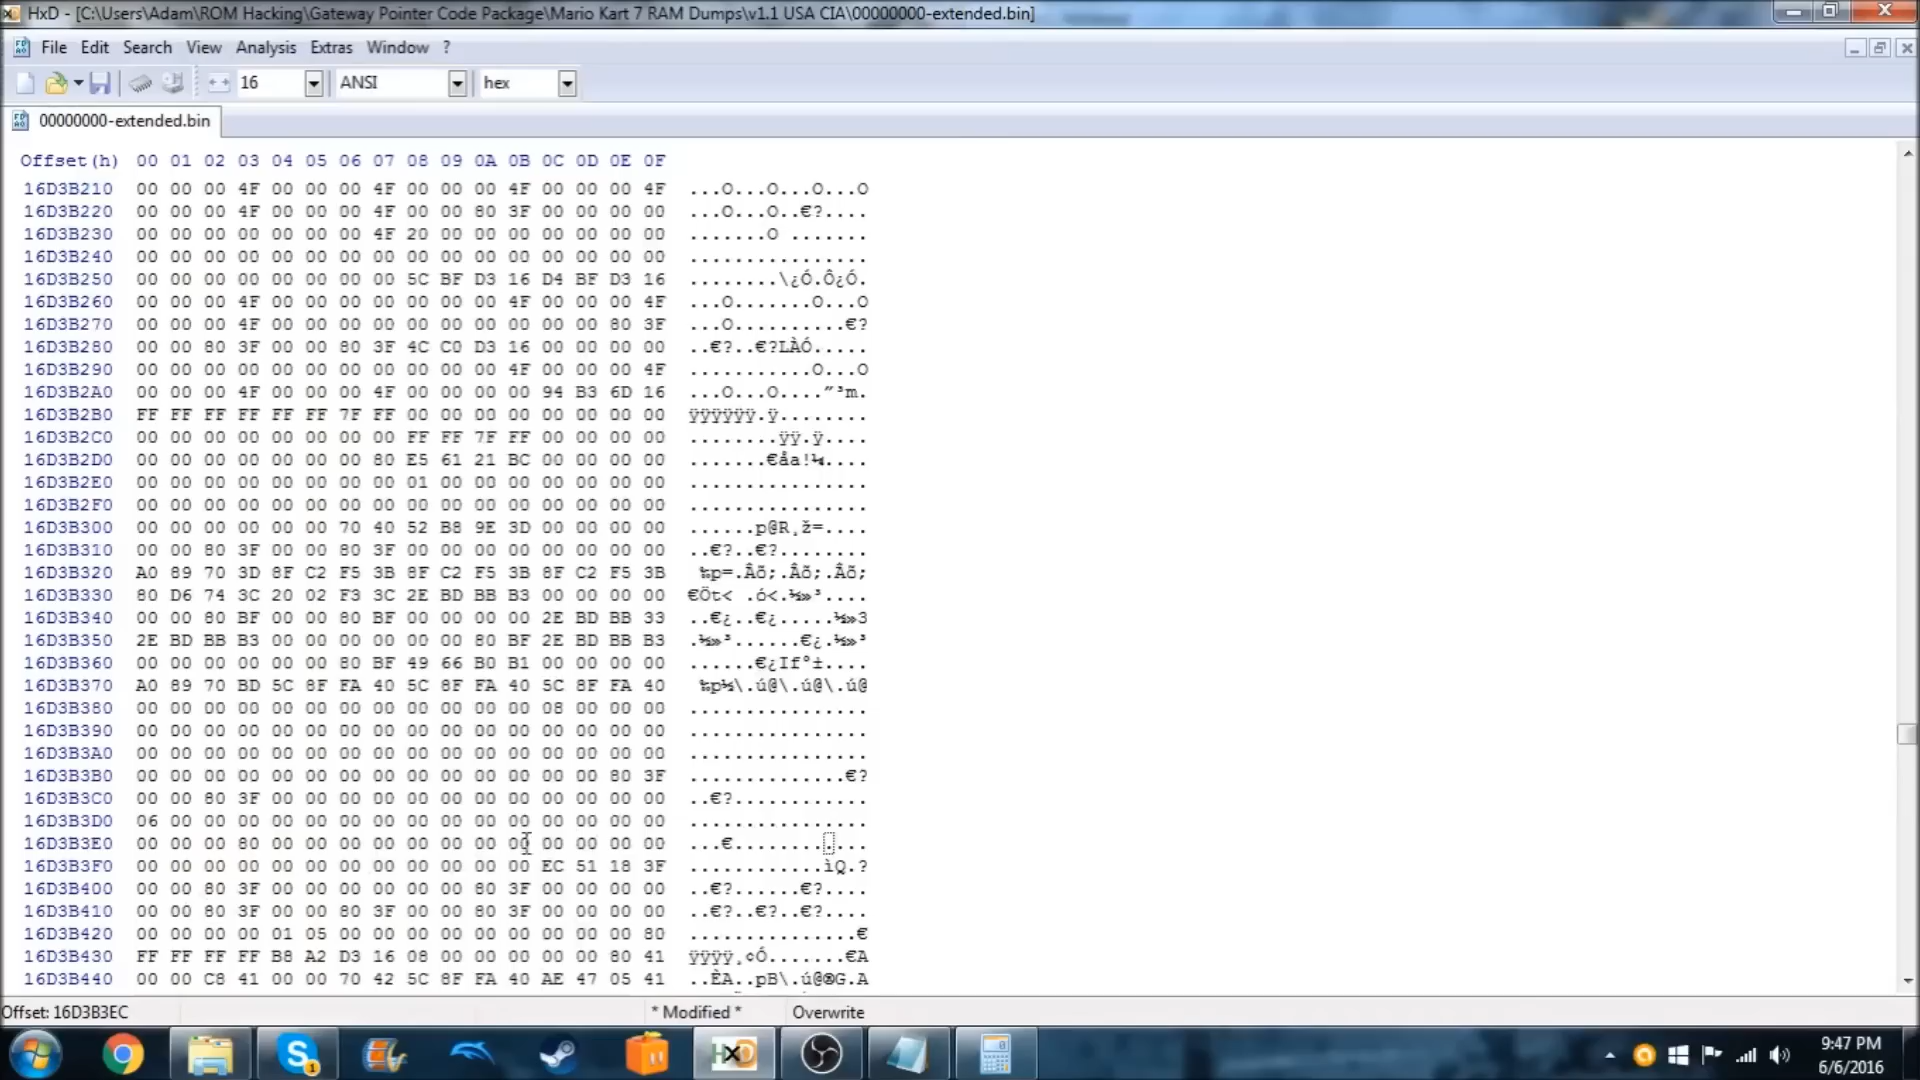 HxD - [C:\Users\Adam\ROM Hacking\Gateway Pointer Code Package\Mario Kart 7 RAM Dumps\v1.1 USA CIA\00000000-extended.bin]
File Edit Search View Analysis Extras Window ?
16 ANSI hex
00000000-extended.bin
Offset(h) 00 01 02 03 04 05 06 07 08 09 0A 0B 0C 0D 0E 0F
16D3B210 00 00 00 4F 00 00 00 4F 00 00 00 4F 00 00 00 4F ...O...O...O...O
16D3B220 00 00 00 4F 00 00 00 4F 00 00 80 3F 00 00 00 00 ...O...O..€?....
16D3B230 00 00 00 00 00 00 00 4F 20 00 00 00 00 00 00 00 .......O .......
16D3B240 00 00 00 00 00 00 00 00 00 00 00 00 00 00 00 00 ................
16D3B250 00 00 00 00 00 00 00 00 5C BF D3 16 D4 BF D3 16 ........\¿Ó.Ô¿Ó.
16D3B260 00 00 00 4F 00 00 00 00 00 00 00 4F 00 00 00 4F ...O.......O...O
16D3B270 00 00 00 4F 00 00 00 00 00 00 00 00 00 00 80 3F ...O..........€?
16D3B280 00 00 80 3F 00 00 80 3F 4C C0 D3 16 00 00 00 00 ..€?..€?LÀÓ.....
16D3B290 00 00 00 00 00 00 00 00 00 00 00 4F 00 00 00 4F ...........O...O
16D3B2A0 00 00 00 4F 00 00 00 4F 00 00 00 00 94 B3 6D 16 ...O...O....”³m.
16D3B2B0 FF FF FF FF FF FF 7F FF 00 00 00 00 00 00 00 00 ÿÿÿÿÿÿ.ÿ........
16D3B2C0 00 00 00 00 00 00 00 00 FF FF 7F FF 00 00 00 00 ........ÿÿ.ÿ....
16D3B2D0 00 00 00 00 00 00 00 80 E5 61 21 BC 00 00 00 00 .......€åa!¼....
16D3B2E0 00 00 00 00 00 00 00 00 01 00 00 00 00 00 00 00 ................
16D3B2F0 00 00 00 00 00 00 00 00 00 00 00 00 00 00 00 00 ................
16D3B300 00 00 00 00 00 00 70 40 52 B8 9E 3D 00 00 00 00 ......p@R¸ž=....
16D3B310 00 00 80 3F 00 00 80 3F 00 00 00 00 00 00 00 00 ..€?..€?........
16D3B320 A0 89 70 3D 8F C2 F5 3B 8F C2 F5 3B 8F C2 F5 3B  ‰p=.Âõ;.Âõ;.Âõ;
16D3B330 80 D6 74 3C 20 02 F3 3C 2E BD BB B3 00 00 00 00 €Öt< .ó<.½»³....
16D3B340 00 00 80 BF 00 00 80 BF 00 00 00 00 2E BD BB 33 ..€¿..€¿.....½»3
16D3B350 2E BD BB B3 00 00 00 00 00 00 80 BF 2E BD BB B3 .½»³......€¿.½»³
16D3B360 00 00 00 00 00 00 80 BF 49 66 B0 B1 00 00 00 00 ......€¿If°±....
16D3B370 A0 89 70 BD 5C 8F FA 40 5C 8F FA 40 5C 8F FA 40  ‰p½\.ú@\.ú@\.ú@
16D3B380 00 00 00 00 00 00 00 00 00 00 00 00 08 00 00 00 ................
16D3B390 00 00 00 00 00 00 00 00 00 00 00 00 00 00 00 00 ................
16D3B3A0 00 00 00 00 00 00 00 00 00 00 00 00 00 00 00 00 ................
16D3B3B0 00 00 00 00 00 00 00 00 00 00 00 00 00 00 80 3F ..............€?
16D3B3C0 00 00 80 3F 00 00 00 00 00 00 00 00 00 00 00 00 ..€?............
16D3B3D0 06 00 00 00 00 00 00 00 00 00 00 00 00 00 00 00 ................
16D3B3E0 00 00 00 80 00 00 00 00 00 00 00 00 00 00 00 00 ...€............
16D3B3F0 00 00 00 00 00 00 00 00 00 00 00 00 EC 51 18 3F ............ìQ.?
16D3B400 00 00 80 3F 00 00 00 00 00 00 80 3F 00 00 00 00 ..€?......€?....
16D3B410 00 00 80 3F 00 00 80 3F 00 00 80 3F 00 00 00 00 ..€?..€?..€?....
16D3B420 00 00 00 00 01 05 00 00 00 00 00 00 00 00 00 80 ...............€
16D3B430 FF FF FF FF B8 A2 D3 16 08 00 00 00 00 00 80 41 ÿÿÿÿ¸¢Ó.......€A
16D3B440 00 00 C8 41 00 00 70 42 5C 8F FA 40 AE 47 05 41 ..ÈA..pB\.ú@®G.A
Offset: 16D3B3EC * Modified * Overwrite
9:47 PM
6/6/2016